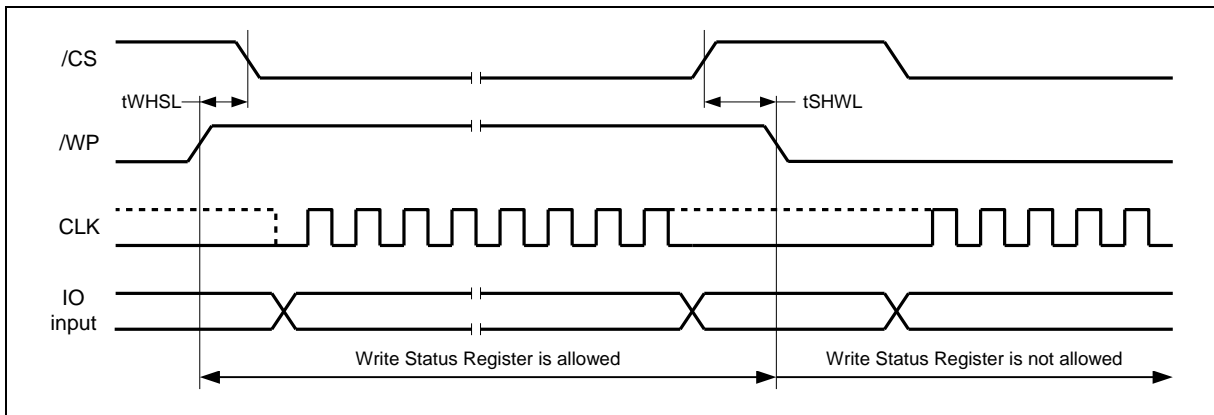 /CS
tWHSL
tSHWL
/WP
CLK
IO
input
Write Status Register is allowed
Write Status Register is not allowed